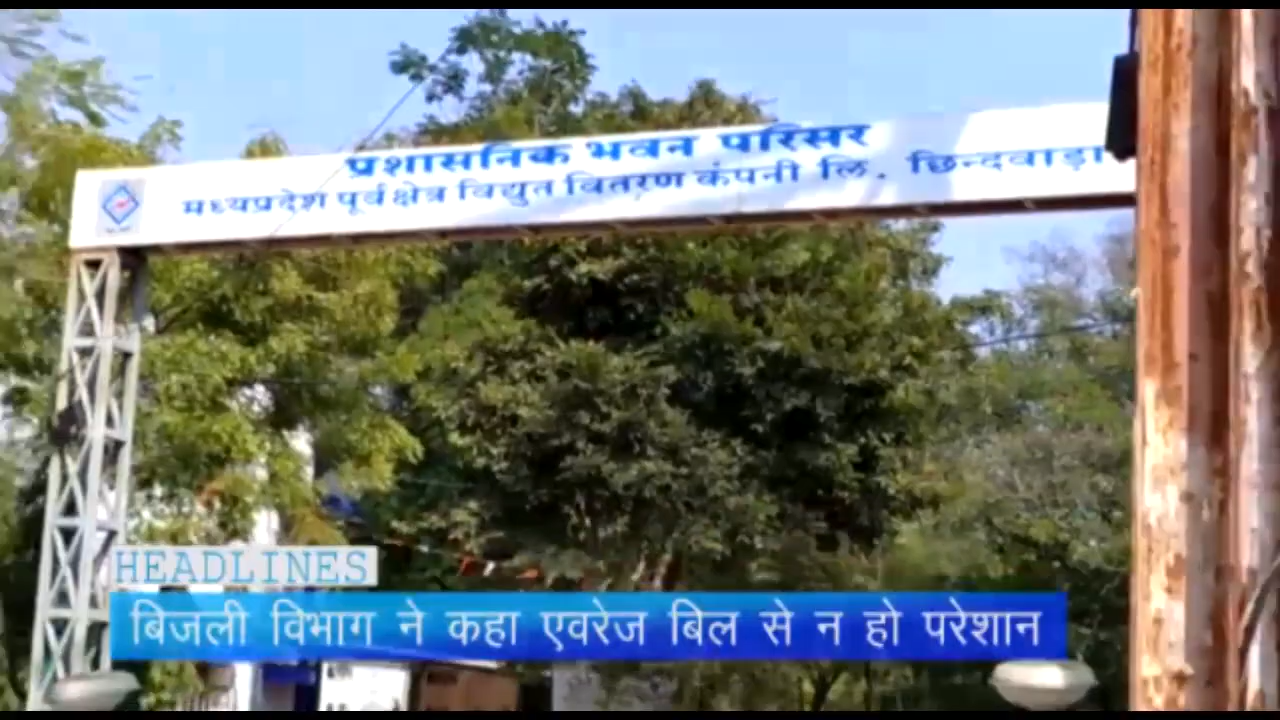 प्रशासनिक भवन परिसर
मध्यप्रदेश पूर्व क्षेत्र विद्युत वितरण कंपनी लि. छिन्दवाड़ा
HEADLINES
बिजली विभाग ने कहा एवरेज बिल से न हो परेशान